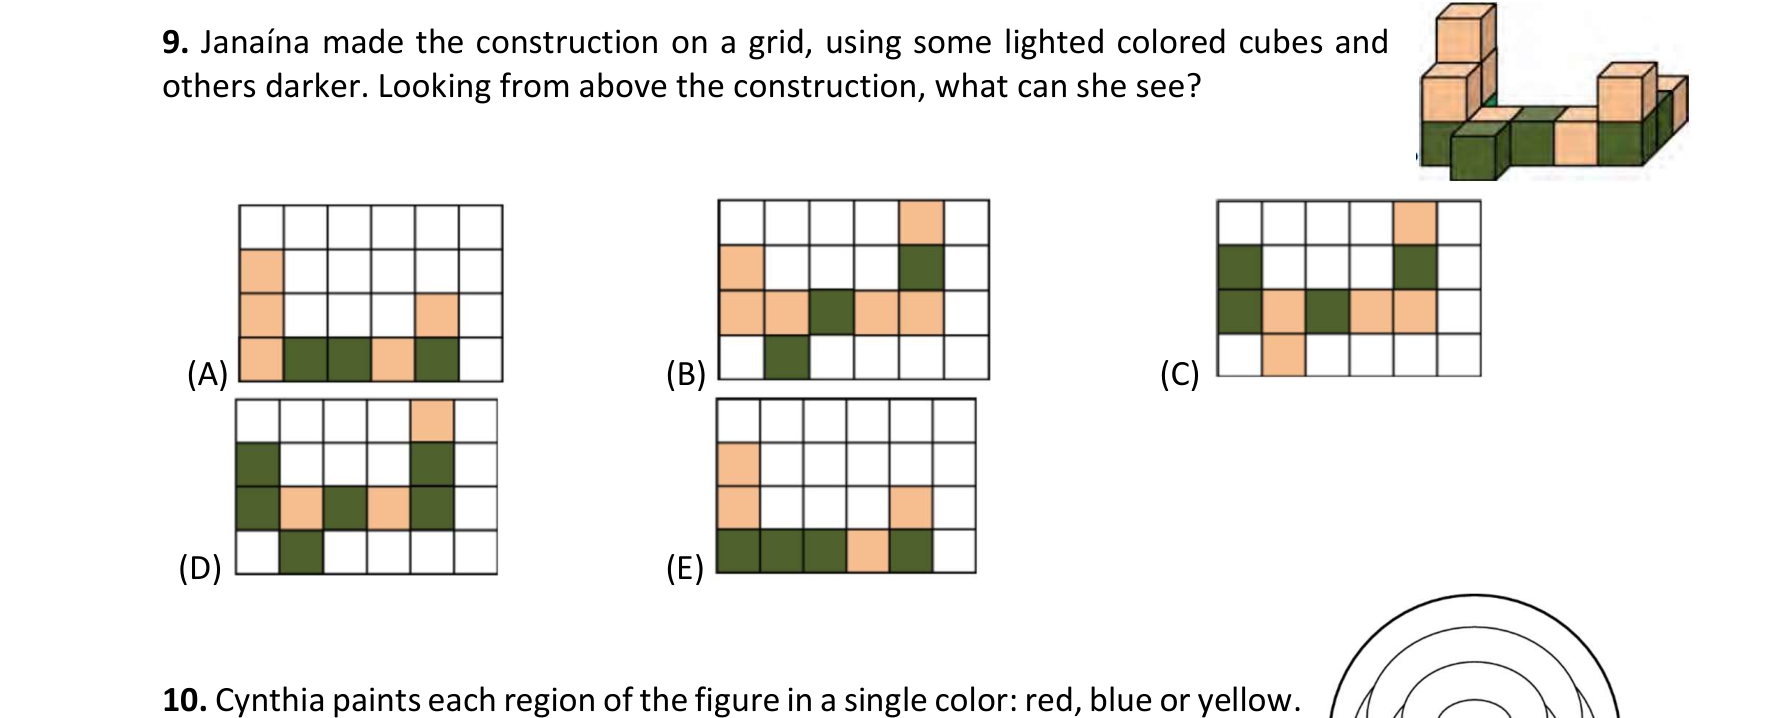 9. Janaína made the construction on a grid, using some lighted colored cubes and
others darker. Looking from above the construction, what can she see?
(A)
(B)
(C)
(D)
(E)
10. Cynthia paints each region of the figure in a single color: red, blue or yellow.